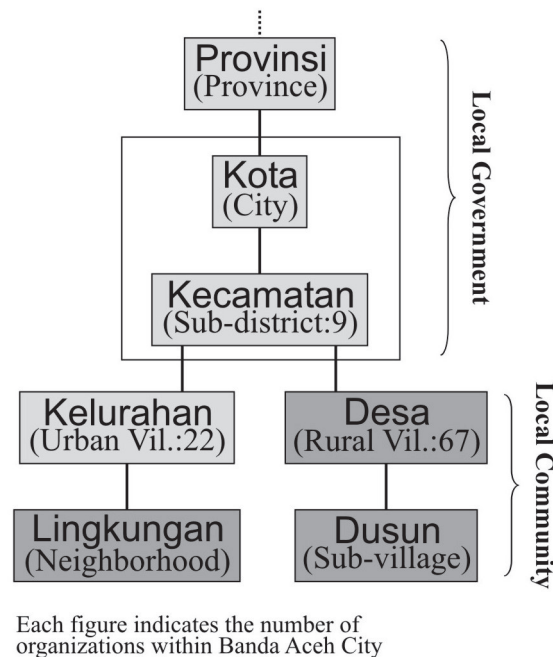 Provinsi
(Province)
Local Government
Kota
(City)
Kecamatan
(Sub-district:9)
Kelurahan
(Urban Vil.:22)
Desa
(Rural Vil.:67)
Local Community
Lingkungan
(Neighborhood)
Dusun
(Sub-village)
Each figure indicates the number of
organizations within Banda Aceh City